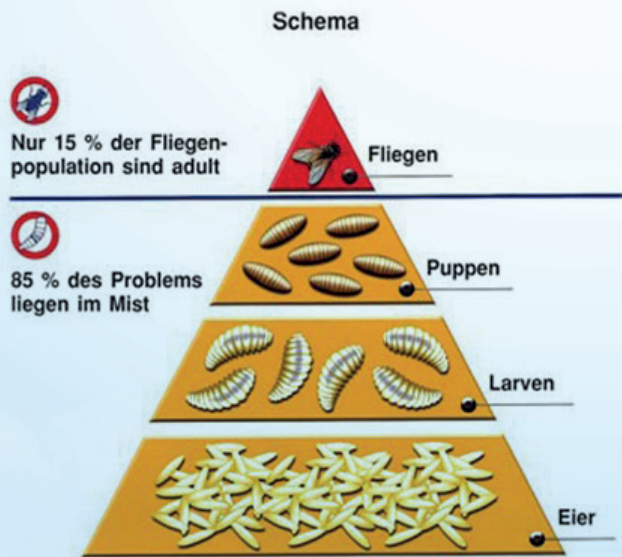 Schema
Nur 15 % der Fliegen-
population sind adult
Fliegen
85 % des Problems
liegen im Mist
Puppen
Larven
Eier